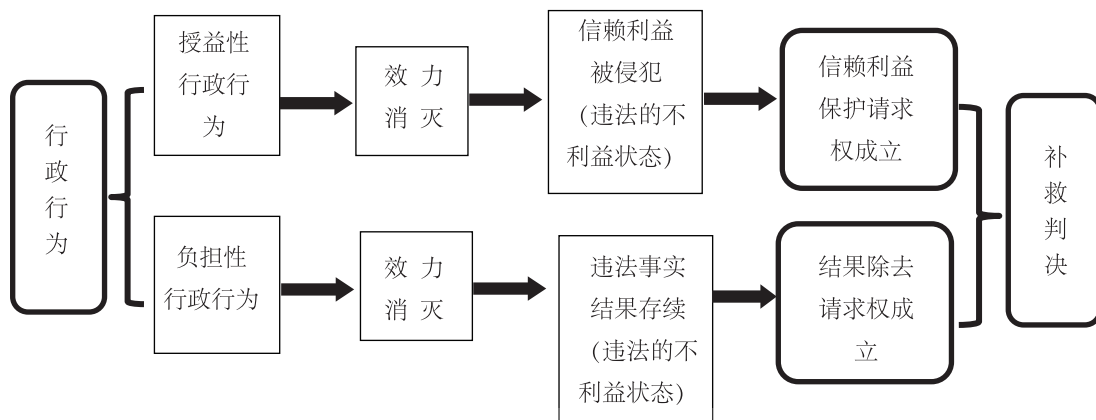 行
政
行
为
授益性
行政行
为
效 力
消 灭
信赖利益
被侵犯
（违法的不
利益状态）
信赖利益
保护请求
权成立
负担性
行政行为
效 力
消 灭
违法事实
结果存续
（违法的不
利益状态）
结果除去
请求权成
立
补
救
判
决